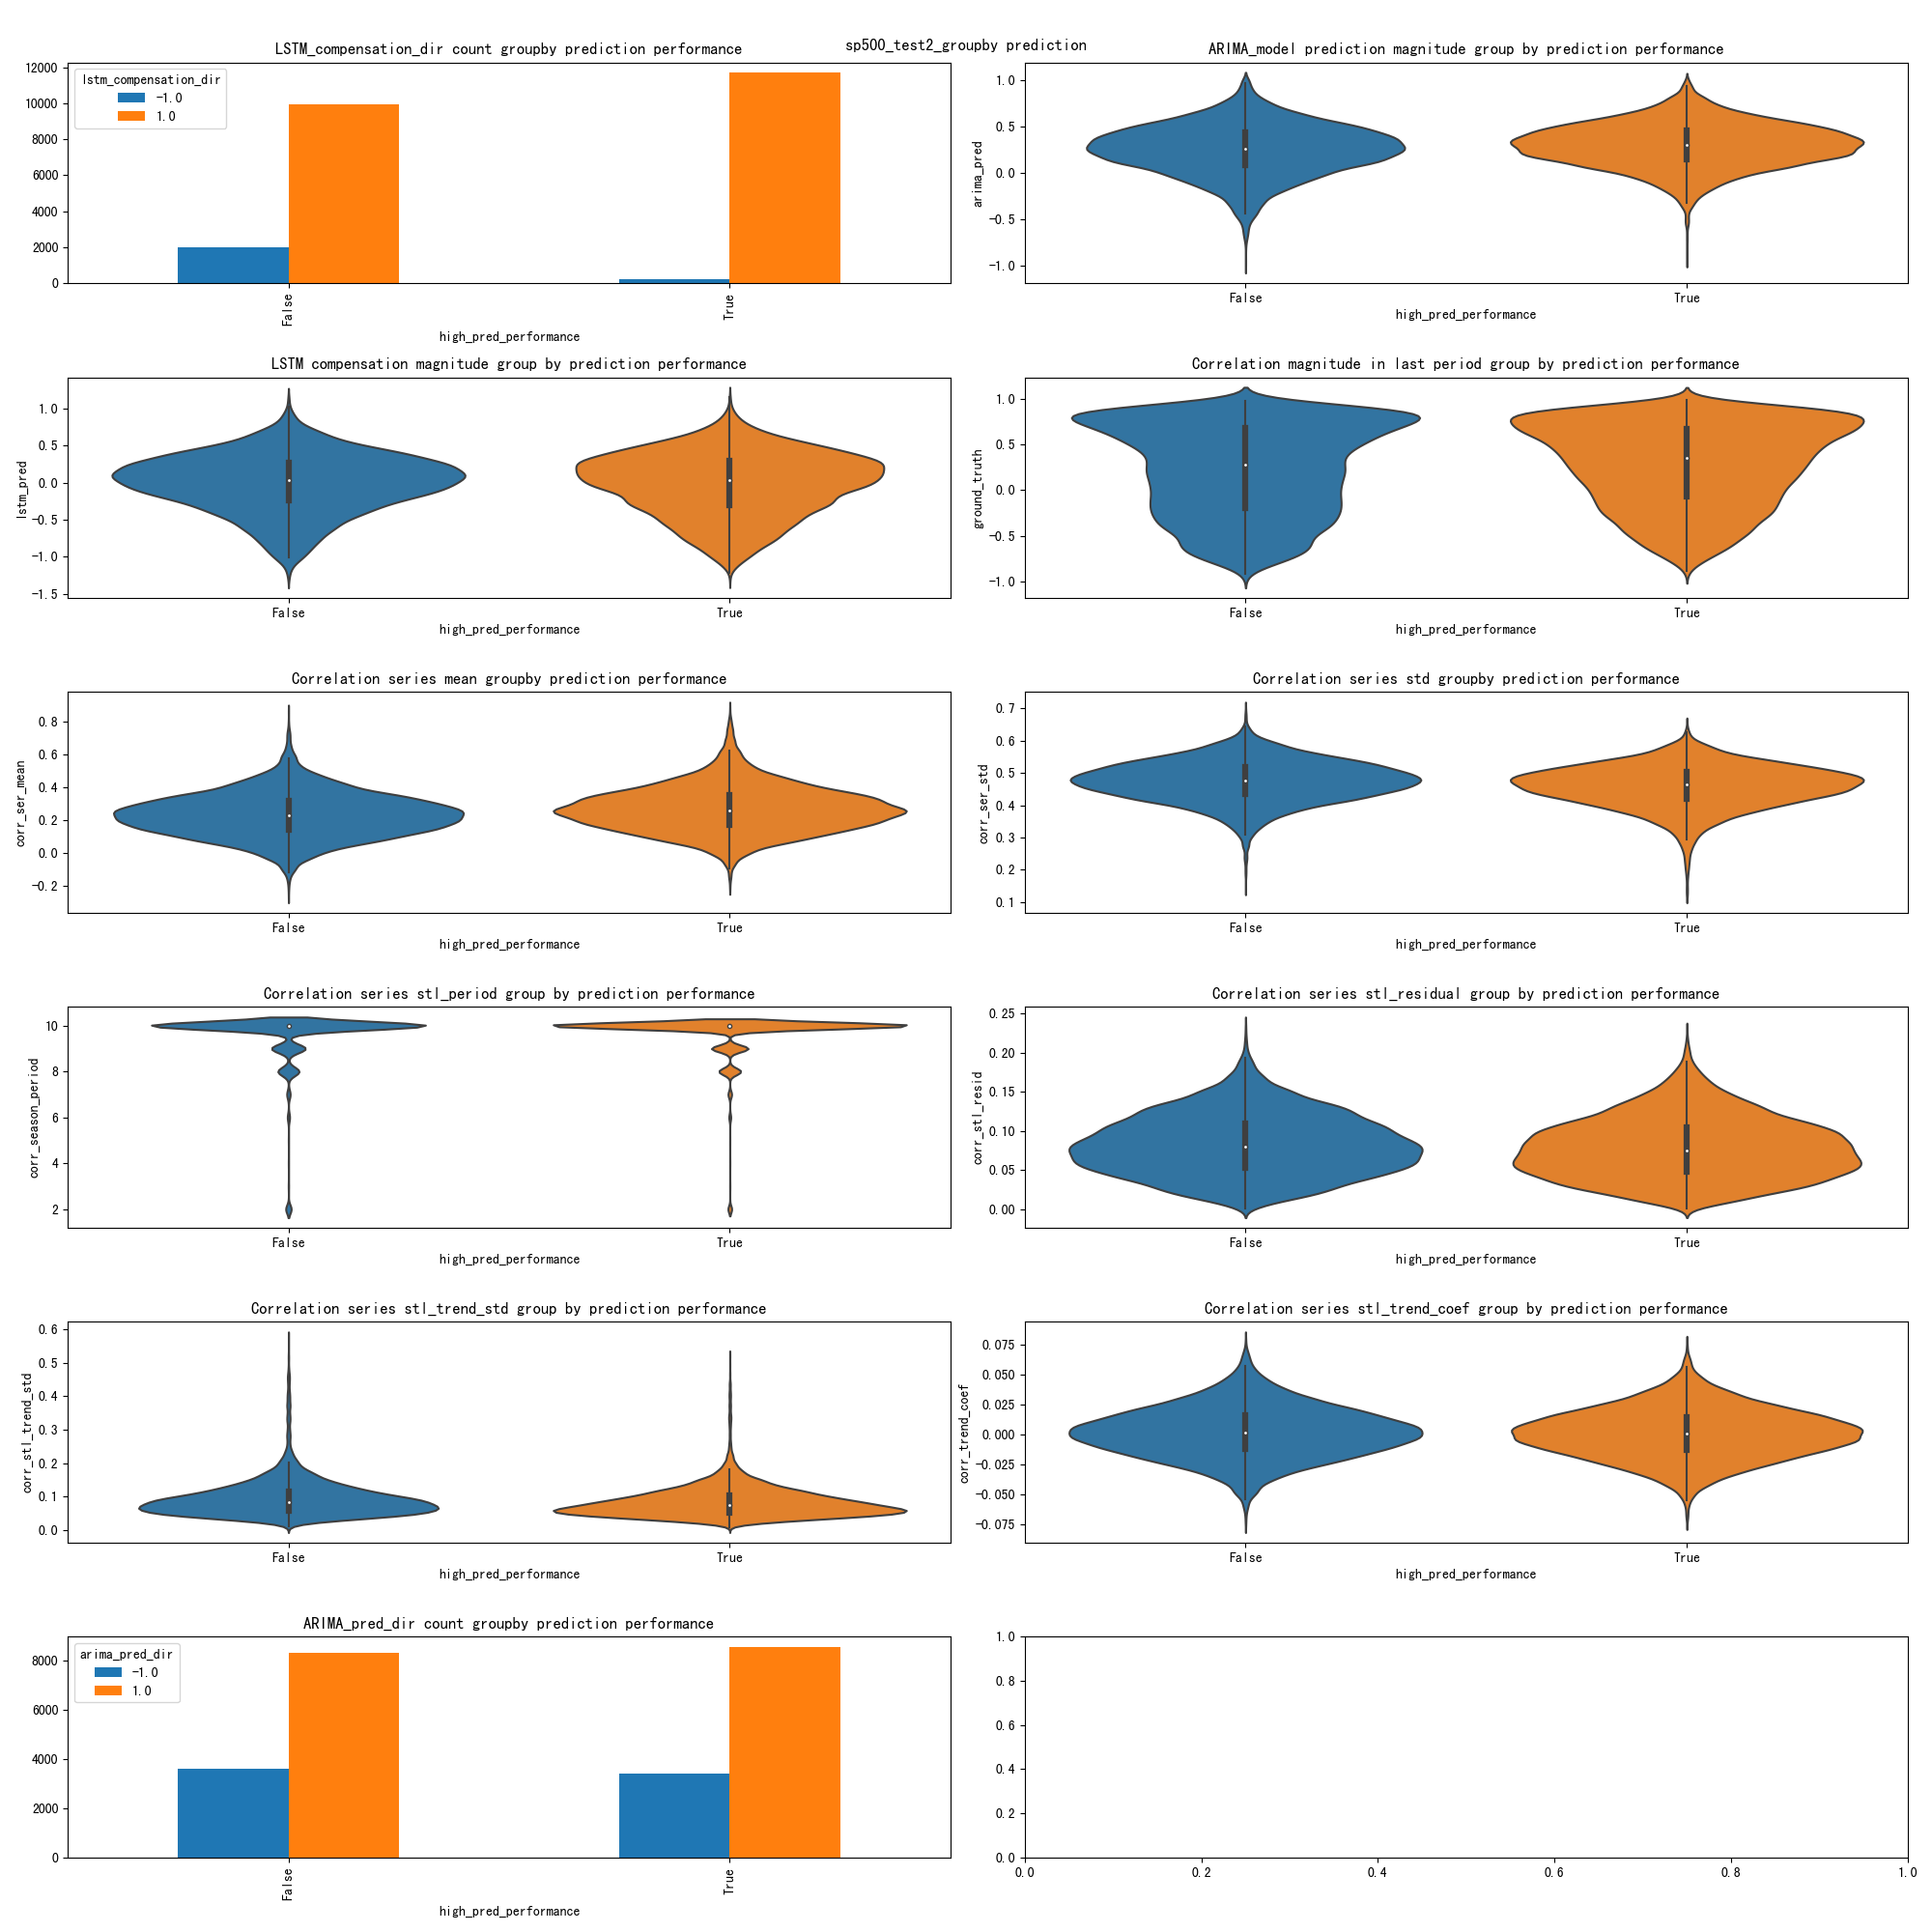 sp500_test2_groupby prediction
LSTM_compensation_dir count groupby prediction performance
12000
10000
8000
6000
4000
2000
0
lstm_compensation_dir
-1.0
1.0
False
True
high_pred_performance
ARIMA_model prediction magnitude group by prediction performance
arima_pred
1.0
0.5
0.0
-0.5
-1.0
False
True
high_pred_performance
LSTM compensation magnitude group by prediction performance
lstm_pred
1.0
0.5
0.0
-0.5
-1.0
-1.5
False
True
high_pred_performance
Correlation magnitude in last period group by prediction performance
ground_truth
1.0
0.5
0.0
-0.5
-1.0
False
True
high_pred_performance
Correlation series mean groupby prediction performance
corr_ser_mean
0.8
0.6
0.4
0.2
0.0
-0.2
False
True
high_pred_performance
Correlation series std groupby prediction performance
corr_ser_std
0.7
0.6
0.5
0.4
0.3
0.2
0.1
False
True
high_pred_performance
Correlation series stl_period group by prediction performance
corr_season_period
10
8
6
4
2
False
True
high_pred_performance
Correlation series stl_residual group by prediction performance
corr_stl_resid
0.25
0.20
0.15
0.10
0.05
0.00
False
True
high_pred_performance
Correlation series stl_trend_std group by prediction performance
corr_stl_trend_std
0.6
0.5
0.4
0.3
0.2
0.1
0.0
False
True
high_pred_performance
Correlation series stl_trend_coef group by prediction performance
corr_trend_coef
0.075
0.050
0.025
0.000
-0.025
-0.050
-0.075
False
True
high_pred_performance
ARIMA_pred_dir count groupby prediction performance
8000
6000
4000
2000
0
arima_pred_dir
-1.0
1.0
False
True
high_pred_performance
1.0
0.8
0.6
0.4
0.2
0.0
0.0 0.2 0.4 0.6 0.8 1.0